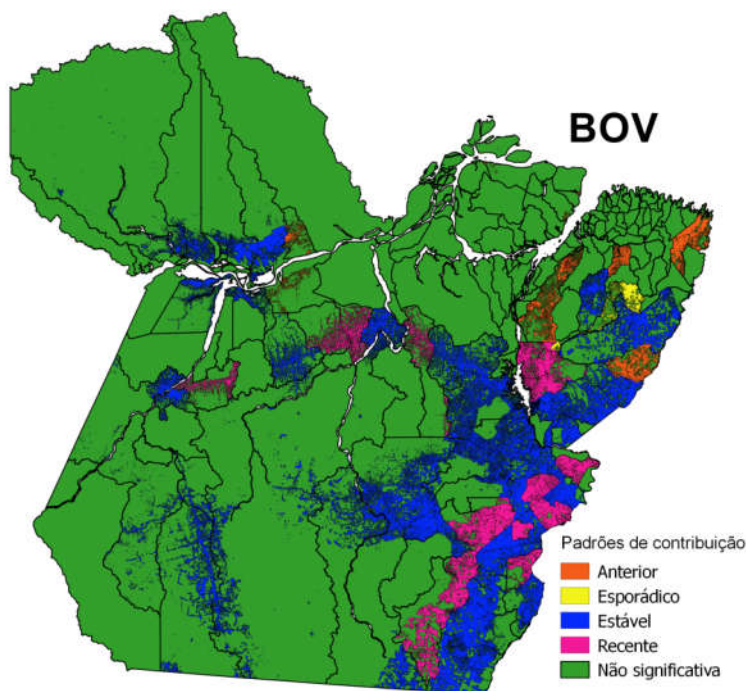 BOV
Padrões de contribuição
Anterior
Esporádico
Estável
Recente
Não significativa